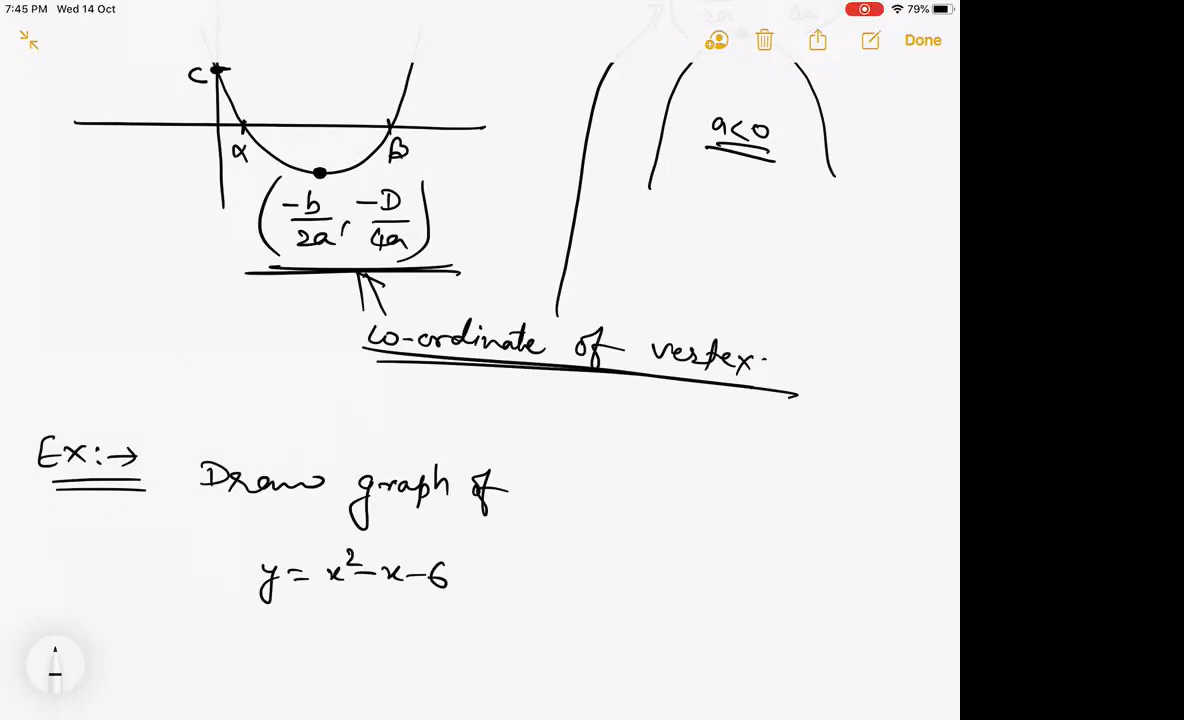 7:45 PM Wed 14 Oct
79%
Done
C
a<0
α β
(-b/2a, -D/4a)
co-ordinate of vertex.
Ex:→ Draw graph of
y = x²-x-6